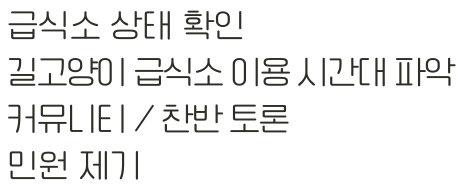 급식소 상태 확인
길고양이 급식소 이용 시간대 파악
커뮤니티 / 찬반 토론
민원 제기